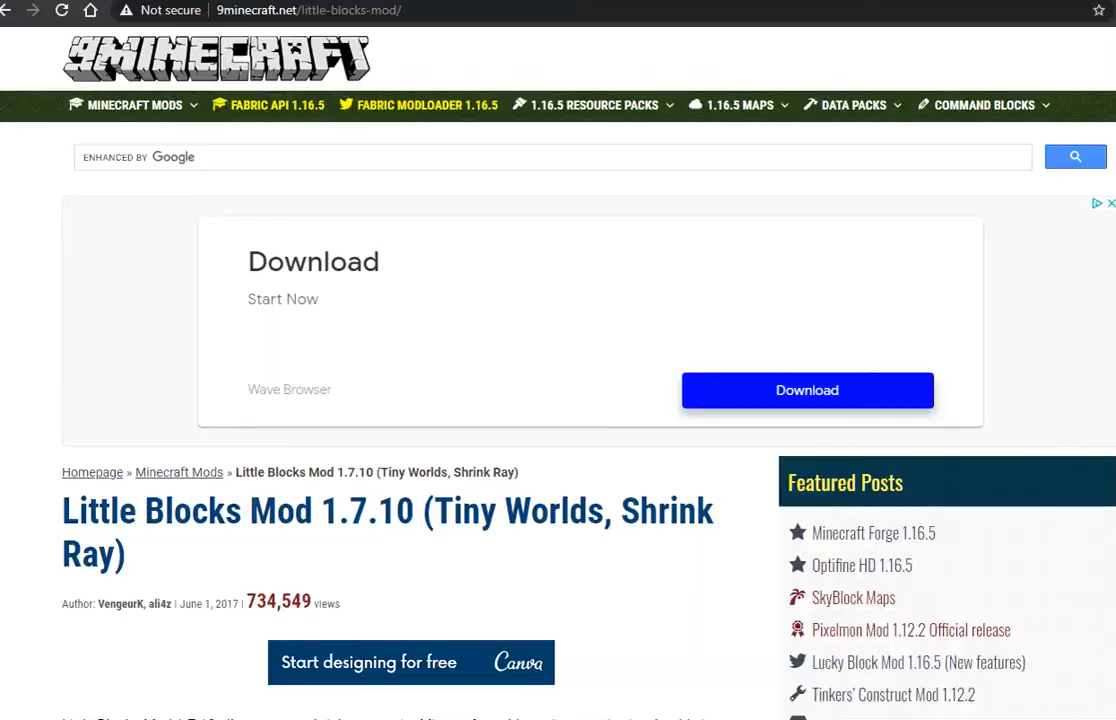 Not secure | 9minecraft.net/little-blocks-mod/
9MINECRAFT
MINECRAFT MODS FABRIC API 1.16.5 FABRIC MODLOADER 1.16.5 1.16.5 RESOURCE PACKS 1.16.5 MAPS DATA PACKS COMMAND BLOCKS
ENHANCED BY Google
Download
Start Now
Wave Browser
Download
Homepage » Minecraft Mods » Little Blocks Mod 1.7.10 (Tiny Worlds, Shrink Ray)
Little Blocks Mod 1.7.10 (Tiny Worlds, Shrink
Ray)
Author: VengeurK, ali4z | June 1, 2017 | 734,549 views
Start designing for free Canva
Featured Posts
Minecraft Forge 1.16.5
Optifine HD 1.16.5
SkyBlock Maps
Pixelmon Mod 1.12.2 Official release
Lucky Block Mod 1.16.5 (New features)
Tinkers' Construct Mod 1.12.2